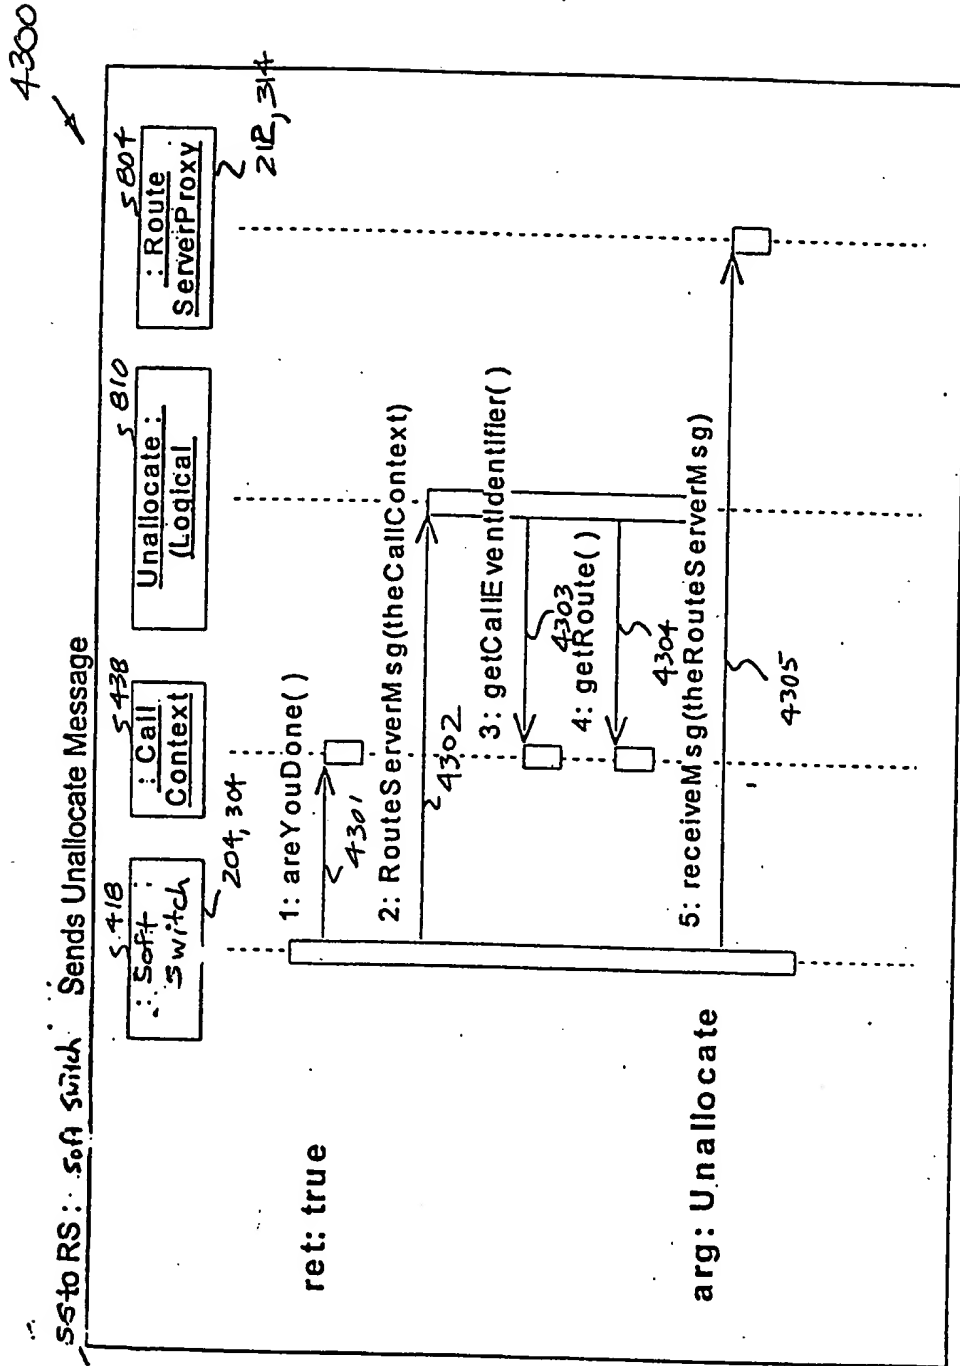 4300
SS to RS: Soft Switch Sends Unallocate Message
5418
: Soft
Switch
204, 304
5438
: Call
Context
5810
Unallocate :
(Logical
5804
: Route
ServerProxy
212, 314
ret: true
1: areYouDone( )
4301
2: RouteServerMsg(theCallContext)
4302
3: getCallEventIdentifier( )
4303
4: getRoute( )
4304
arg: Unallocate
5: receiveMsg(theRouteServerMsg)
4305